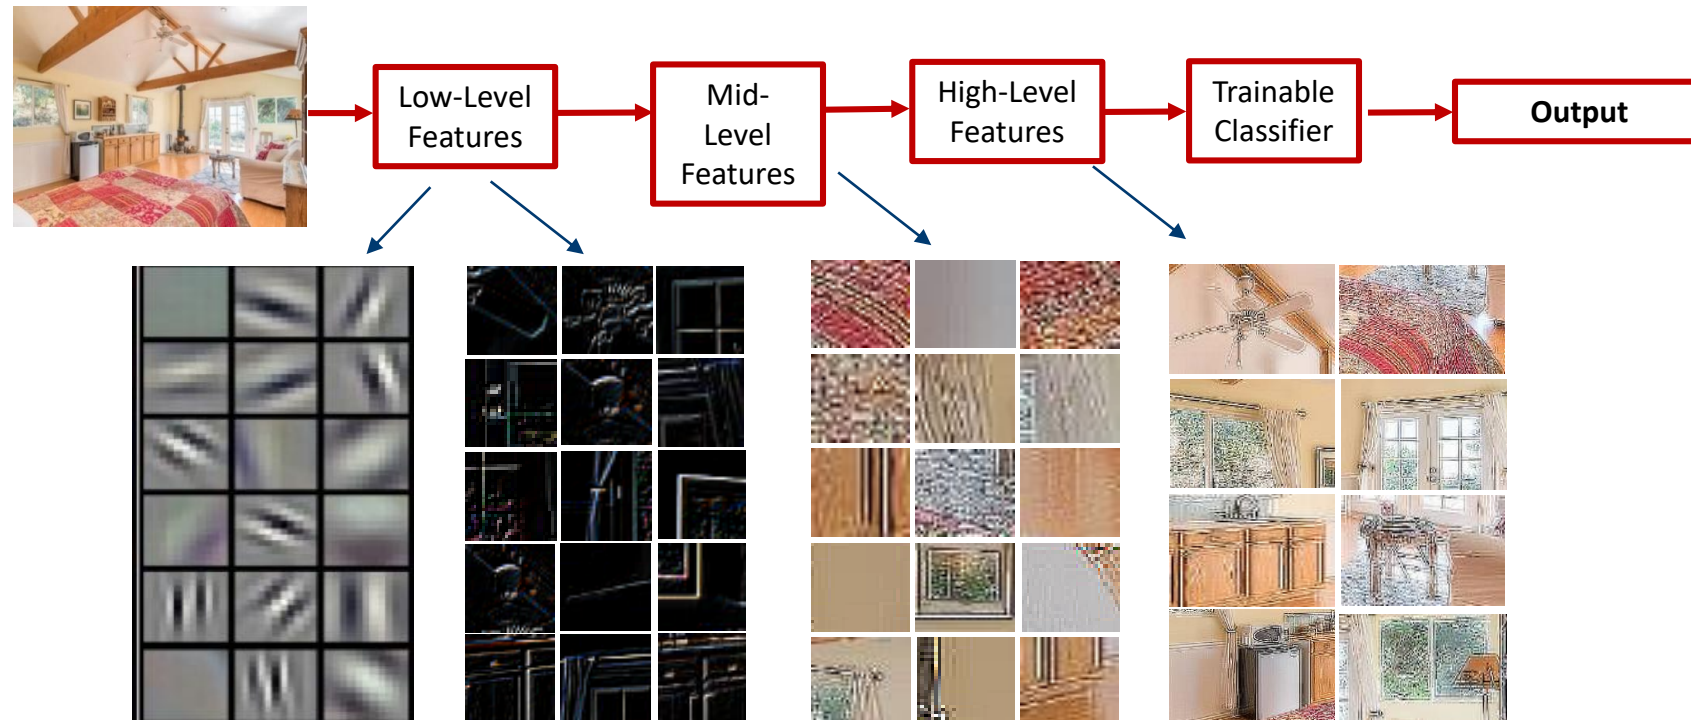 Low-Level
Features
Mid-
Level
Features
High-Level
Features
Trainable
Classifier
Output